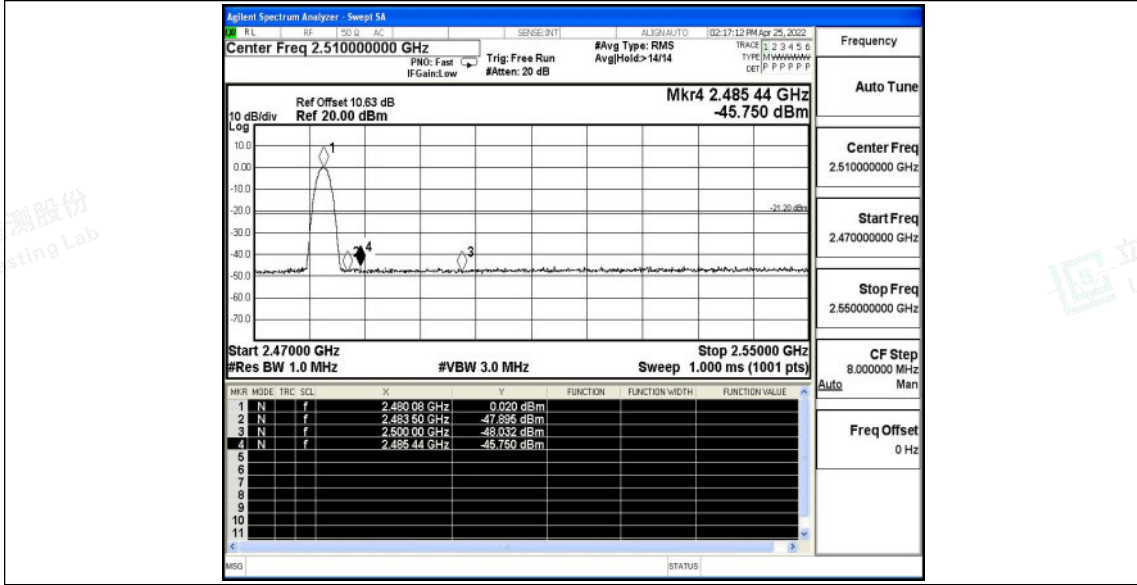 Agilent Spectrum Analyzer - Swept SA
RL RF 50 Ω AC SENSE:INT ALIGNAUTO 02:17:12 PM Apr 25, 2022
Center Freq 2.510000000 GHz
PNO: Fast
IFGain:Low
Trig: Free Run
#Atten: 20 dB
#Avg Type: RMS
Avg|Hold:>14/14
TRACE 1 2 3 4 5 6
TYPE M
DET P P P P P P
Frequency
Mkr4 2.485 44 GHz
-45.750 dBm
Ref Offset 10.63 dB
10 dB/div Ref 20.00 dBm
Log
10.0
0.00
-10.0
-20.0
-30.0
-40.0
-50.0
-60.0
-70.0
1
-21.20 dBm
2
4
3
Start 2.47000 GHz Stop 2.55000 GHz
#Res BW 1.0 MHz #VBW 3.0 MHz Sweep 1.000 ms (1001 pts)
MKR MODE TRC SCL X Y FUNCTION FUNCTION WIDTH FUNCTION VALUE
1 N f 2.480 08 GHz 0.020 dBm
2 N f 2.483 50 GHz -47.895 dBm
3 N f 2.500 00 GHz -48.032 dBm
4 N f 2.485 44 GHz -45.750 dBm
5
6
7
8
9
10
11
MSG STATUS
Auto Tune
Center Freq
2.510000000 GHz
Start Freq
2.470000000 GHz
Stop Freq
2.550000000 GHz
CF Step
8.000000 MHz
Auto Man
Freq Offset
0 Hz
测股份
esting Lab
立